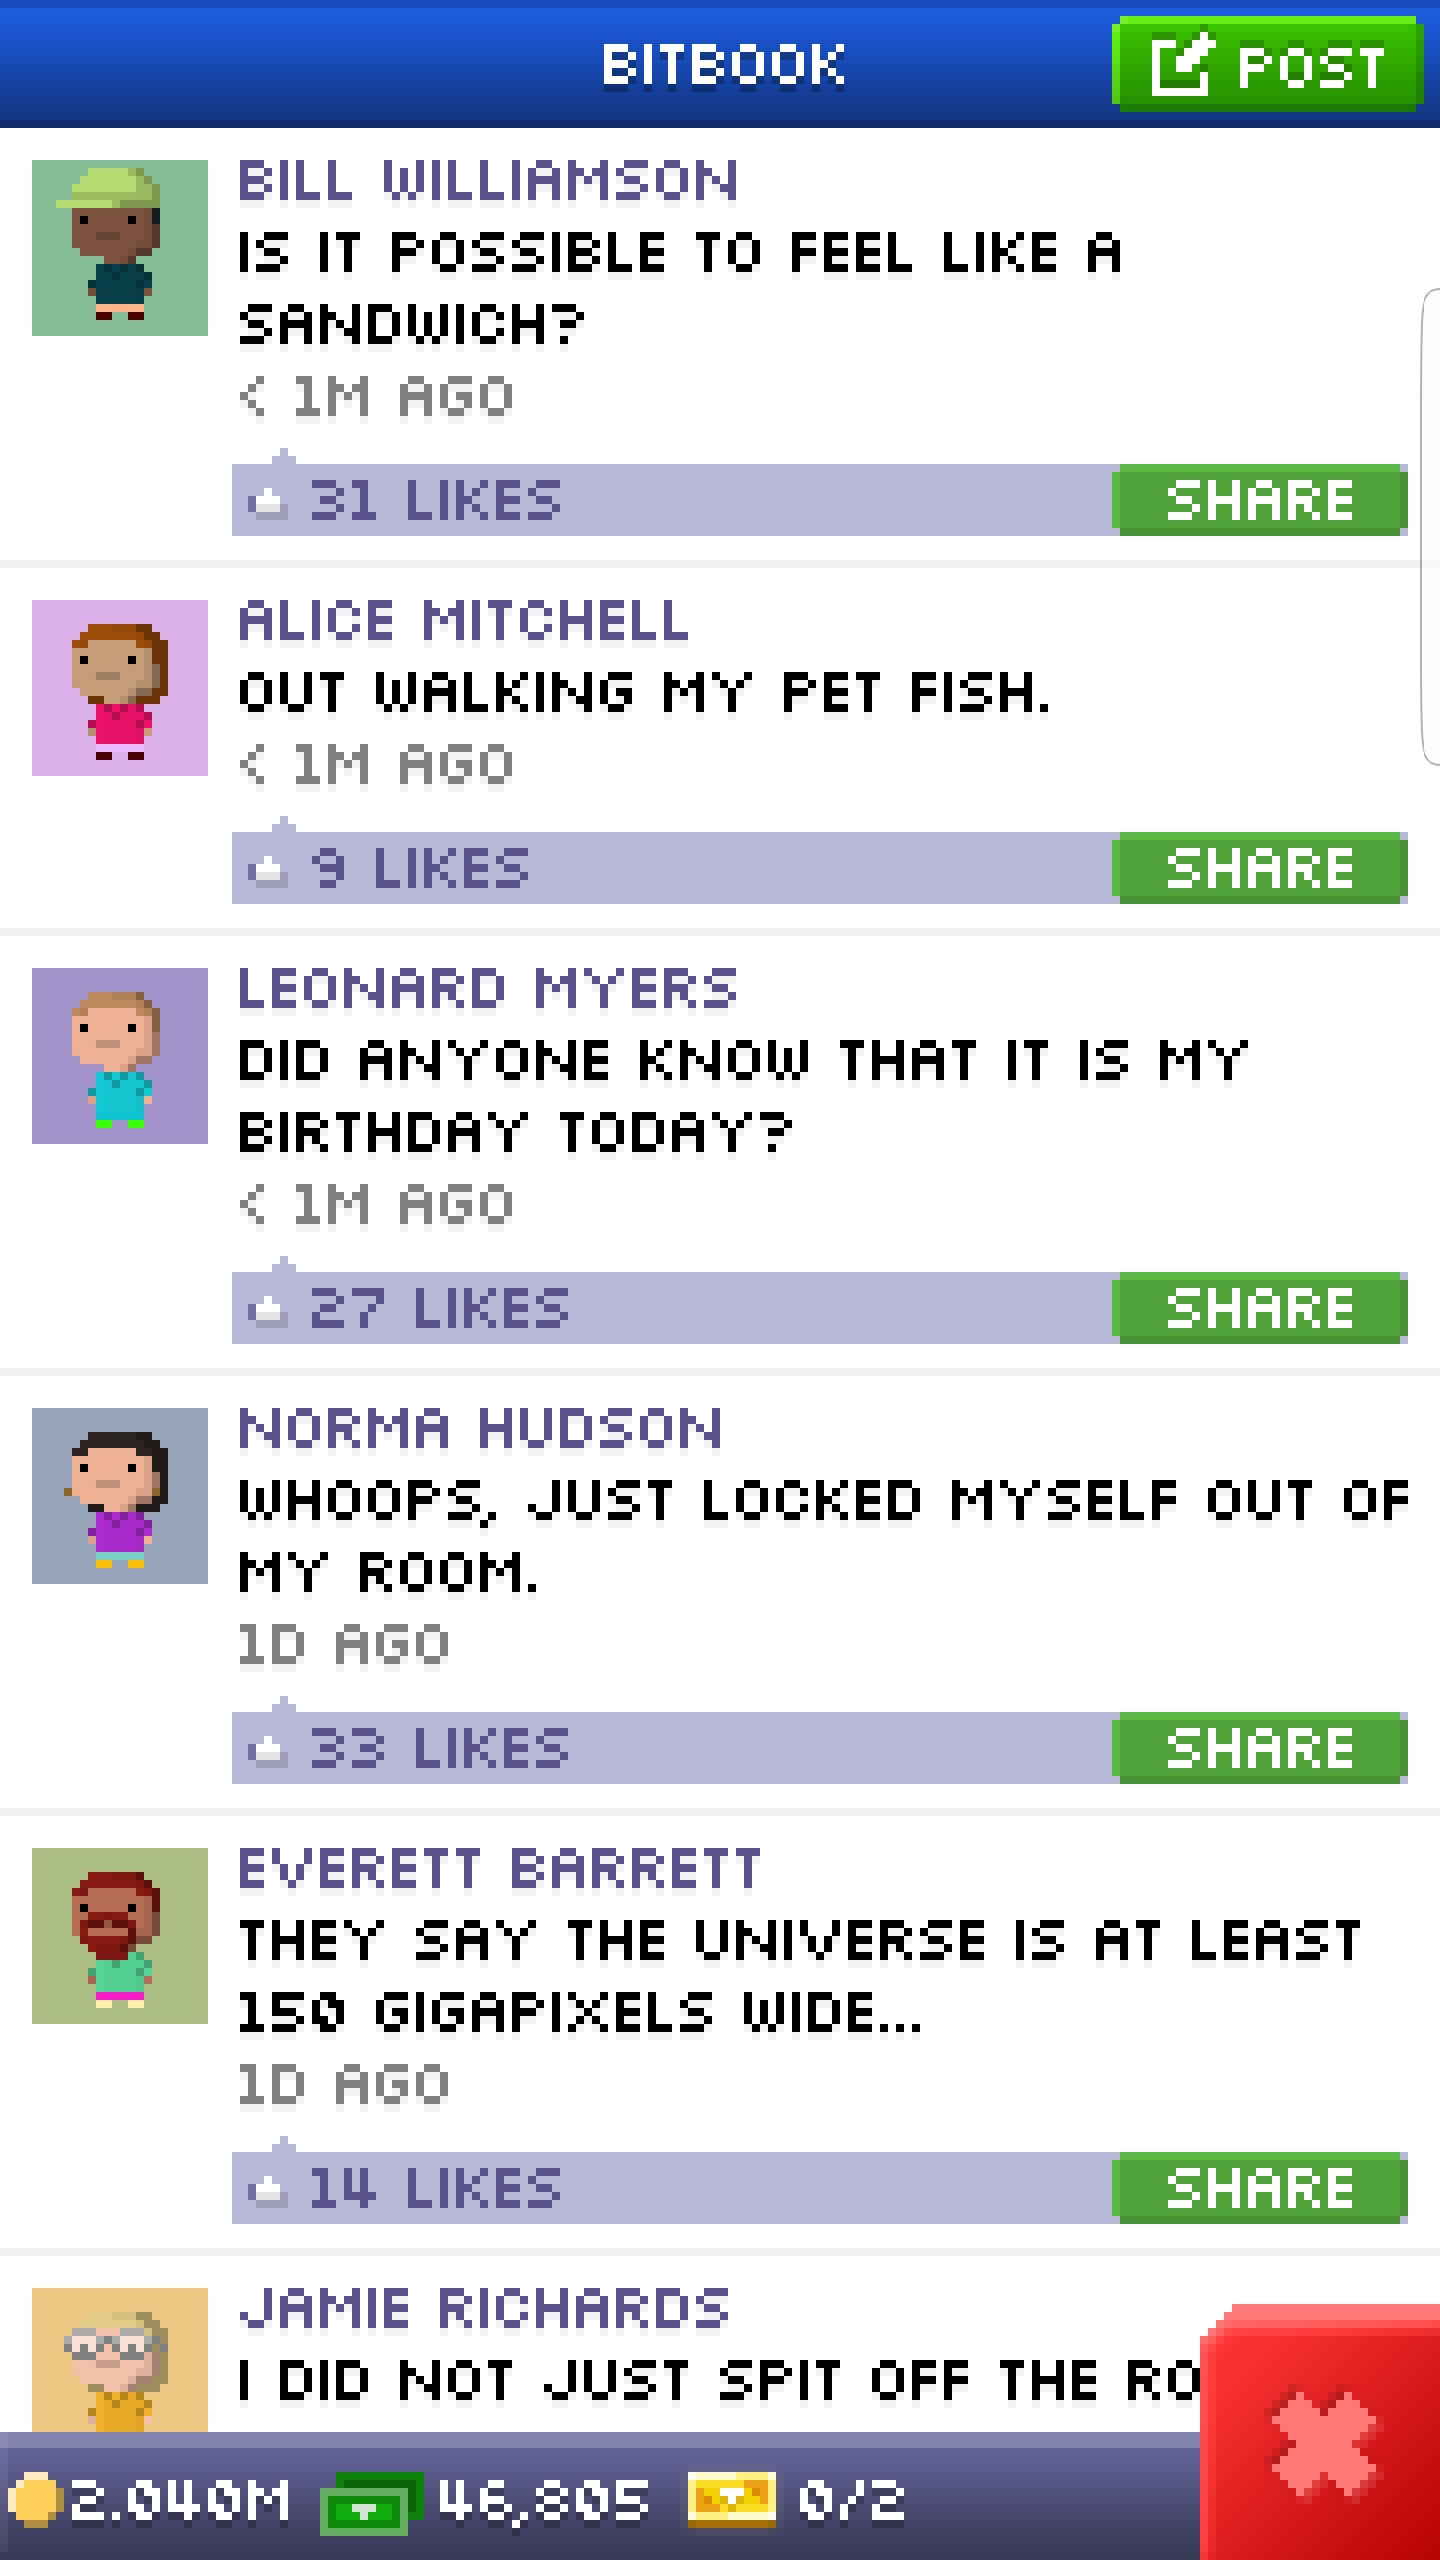 BITBOOK
POST
BILL WILLIAMSON
IS IT POSSIBLE TO FEEL LIKE A
SANDWICH?
< 1M AGO
31 LIKES
SHARE
ALICE MITCHELL
OUT WALKING MY PET FISH.
< 1M AGO
9 LIKES
SHARE
LEONARD MYERS
DID ANYONE KNOW THAT IT IS MY
BIRTHDAY TODAY?
< 1M AGO
27 LIKES
SHARE
NORMA HUDSON
WHOOPS, JUST LOCKED MYSELF OUT OF
MY ROOM.
1D AGO
33 LIKES
SHARE
EVERETT BARRETT
THEY SAY THE UNIVERSE IS AT LEAST
150 GIGAPIXELS WIDE...
1D AGO
14 LIKES
SHARE
JAMIE RICHARDS
I DID NOT JUST SPIT OFF THE RO
2.040M
46,805
0/2